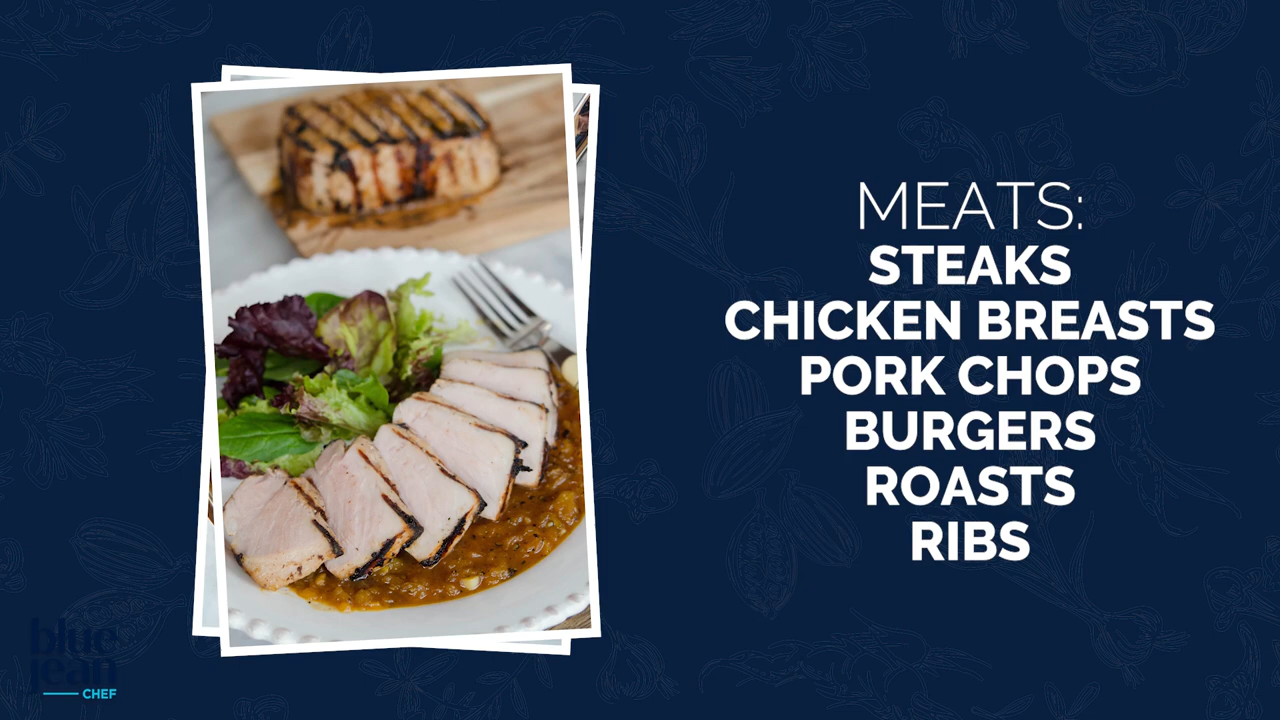 MEATS:
STEAKS
CHICKEN BREASTS
PORK CHOPS
BURGERS
ROASTS
RIBS
blue
jean
CHEF